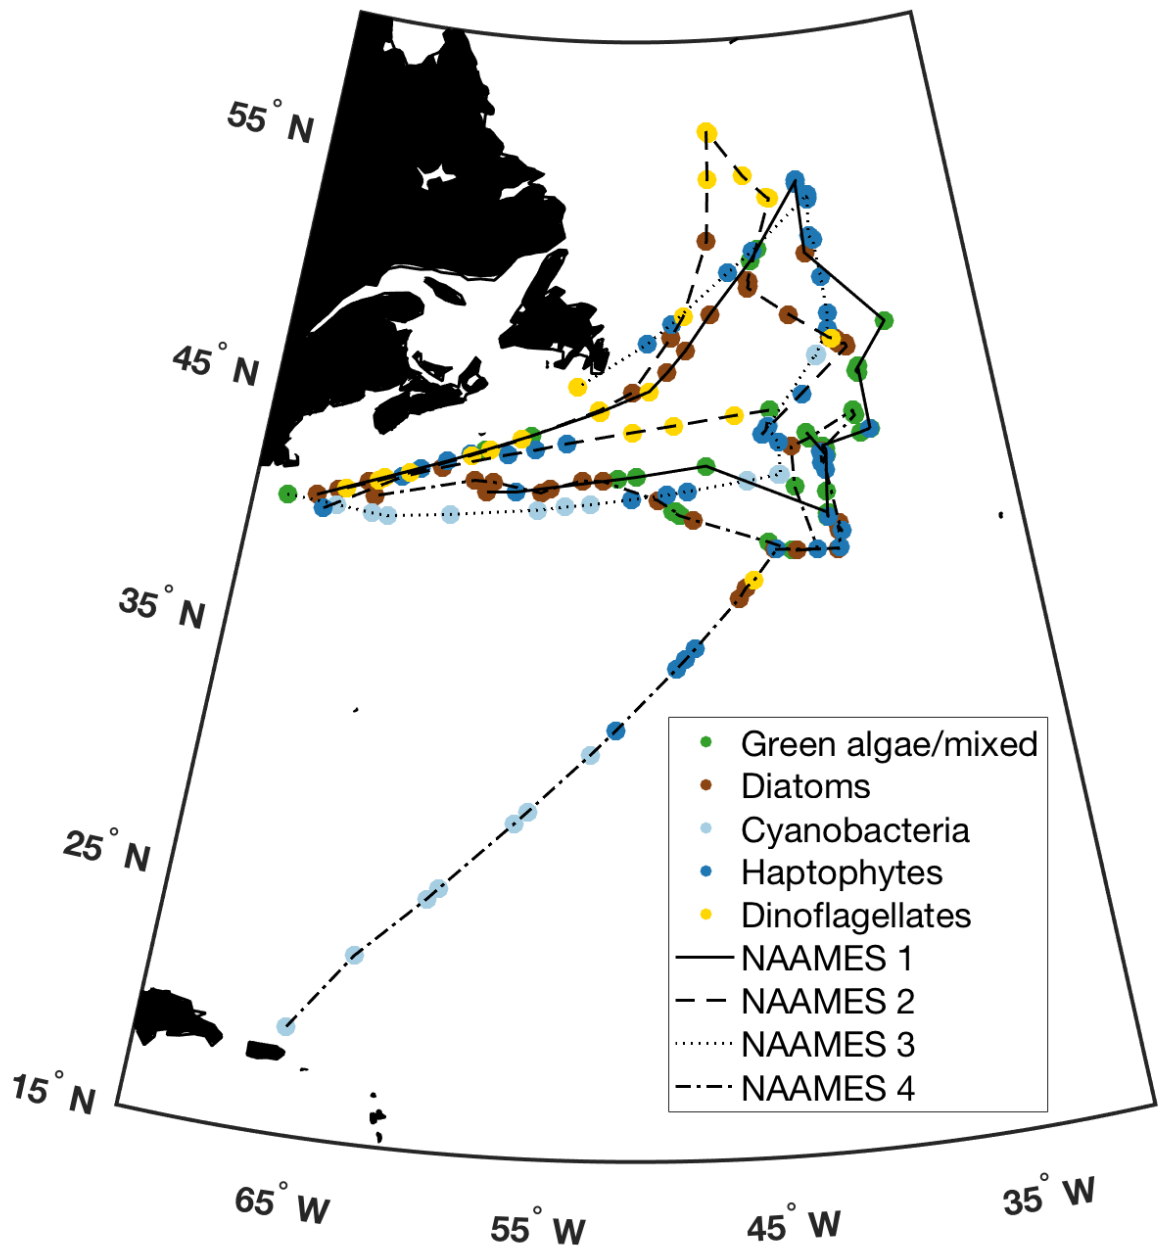 55° N
45° N
35° N
25° N
15° N
Green algae/mixed
Diatoms
Cyanobacteria
Haptophytes
Dinoflagellates
NAAMES 1
NAAMES 2
NAAMES 3
NAAMES 4
65° W
55° W
45° W
35° W